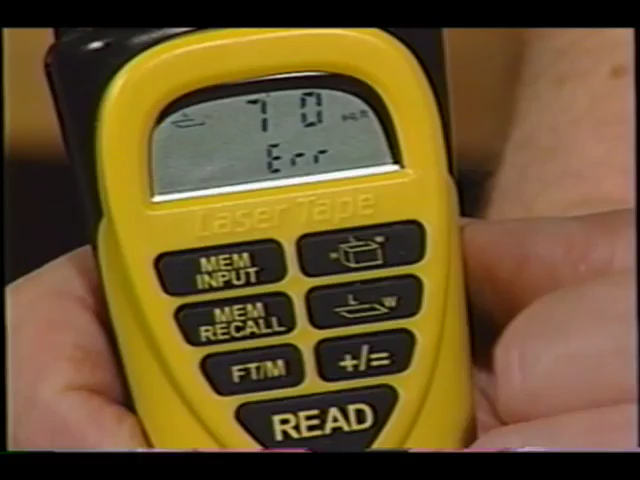 70
Err
Laser Tape
MEM INPUT
MEM RECALL
L W
FT/M
+/=
READ